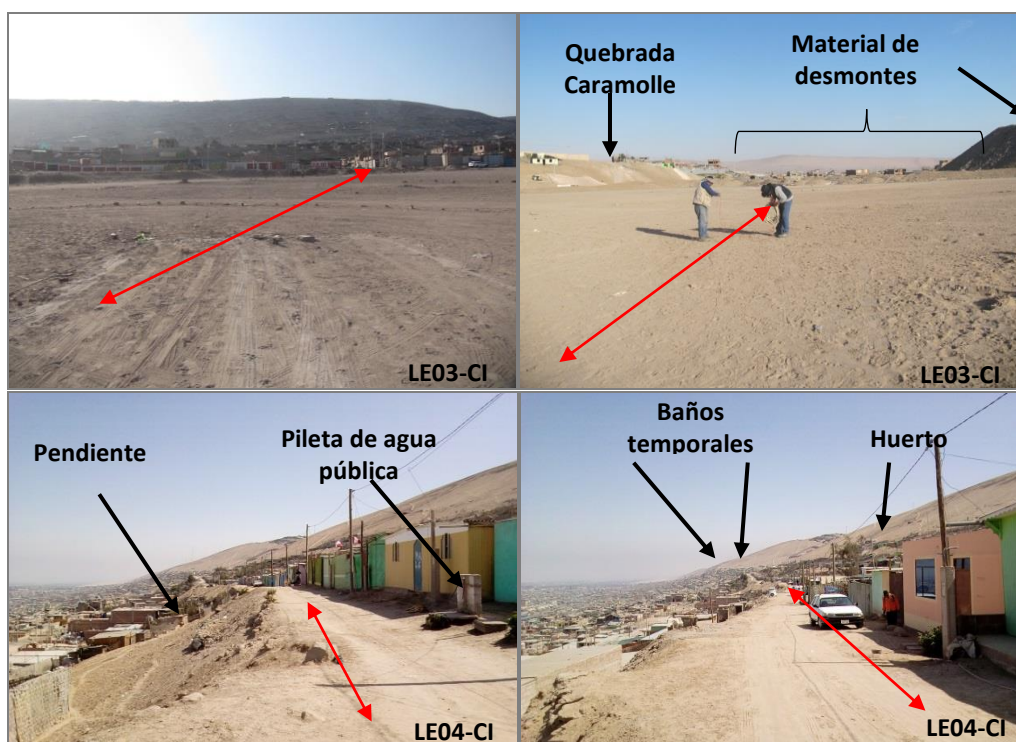 Quebrada
Caramolle
Material de
desmontes
LE03-CI
LE03-CI
Pendiente
Pileta de agua
pública
LE04-CI
Baños
temporales
Huerto
LE04-CI